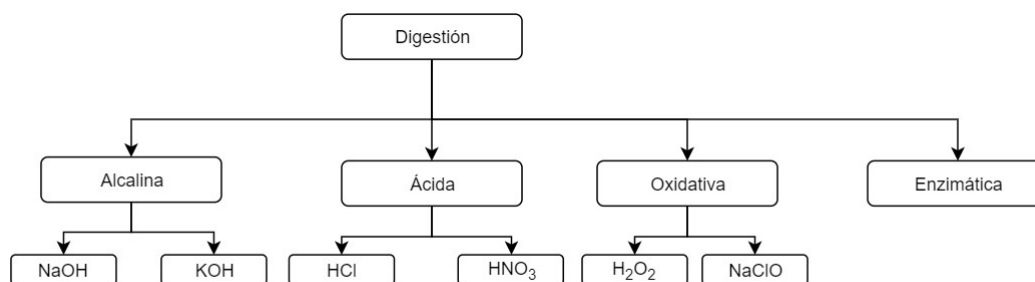 Digestión
Alcalina
Ácida
Oxidativa
Enzimática
NaOH
KOH
HCl
HNO₃
H₂O₂
NaClO